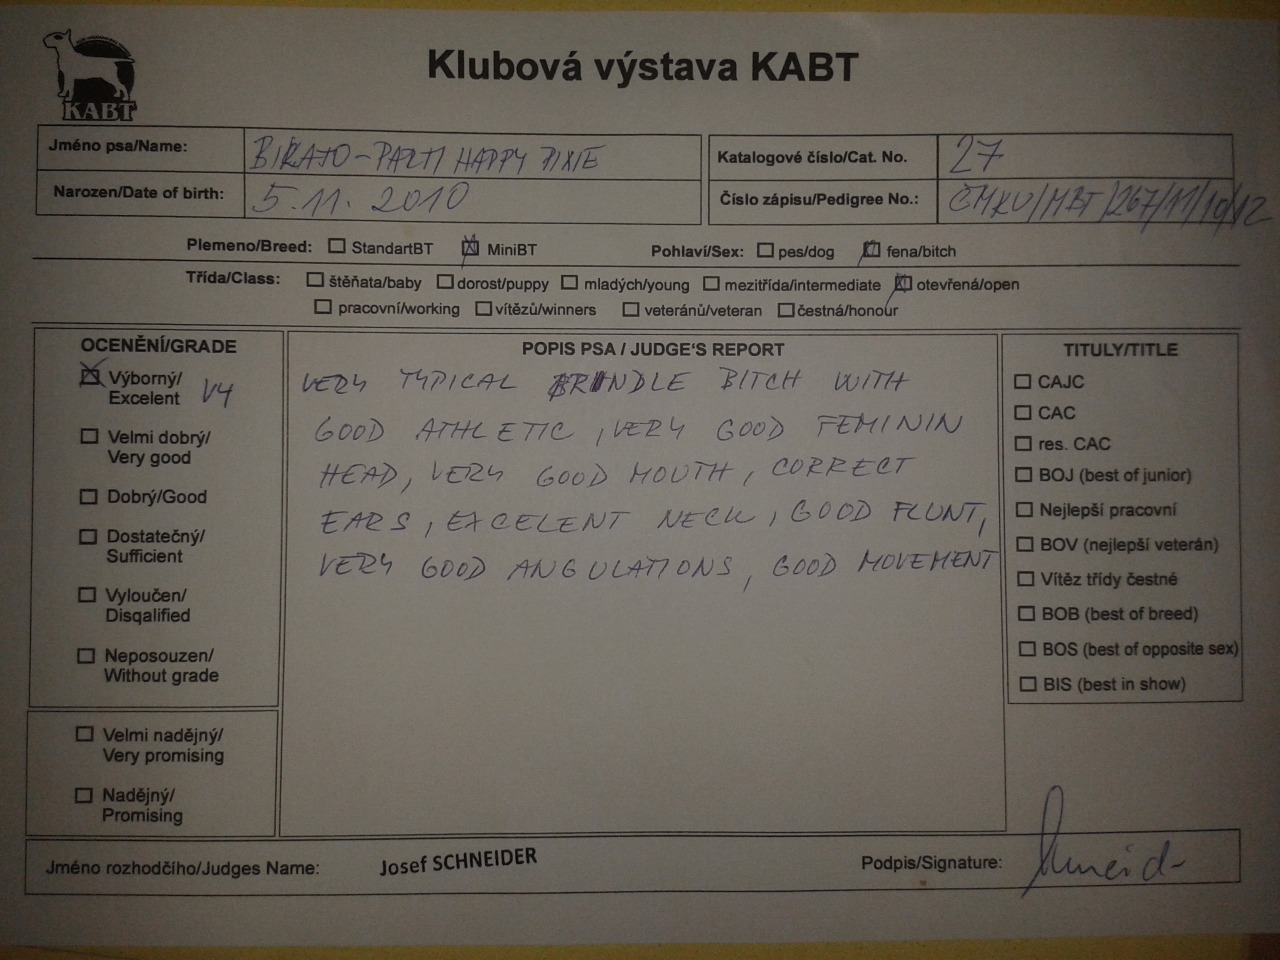 KABT
Klubová výstava KABT
Jméno psa/Name: HAPPY PIXIE
Katalogové číslo/Cat. No. 27
Narozen/Date of birth: 5.11. 2010
Číslo zápisu/Pedigree No.: ČMKU/MBT/267/11/10/12
Plemeno/Breed: StandartBT MiniBT Pohlaví/Sex: pes/dog fena/bitch
Třída/Class: štěňata/baby dorost/puppy mladých/young mezitřída/intermediate otevřená/open
pracovní/working vítězů/winners veteránů/veteran čestná/honour
OCENĚNÍ/GRADE
Výborný/
Excelent V4
Velmi dobrý/
Very good
Dobrý/Good
Dostatečný/
Sufficient
Vyloučen/
Disqalified
Neposouzen/
Without grade
Velmi nadějný/
Very promising
Nadějný/
Promising
POPIS PSA / JUDGE'S REPORT
VERY TYPICAL BRINDLE BITCH WITH
GOOD ATHLETIC, VERY GOOD FEMININ
HEAD, VERY GOOD MOUTH, CORRECT
EARS, EXCELENT NECK, GOOD FLUNT,
VERY GOOD ANGULATIONS, GOOD MOVEMENT
TITULY/TITLE
CAJC
CAC
res. CAC
BOJ (best of junior)
Nejlepší pracovní
BOV (nejlepší veterán)
Vítěz třídy čestné
BOB (best of breed)
BOS (best of opposite sex)
BIS (best in show)
Jméno rozhodčího/Judges Name: Josef SCHNEIDER
Podpis/Signature: